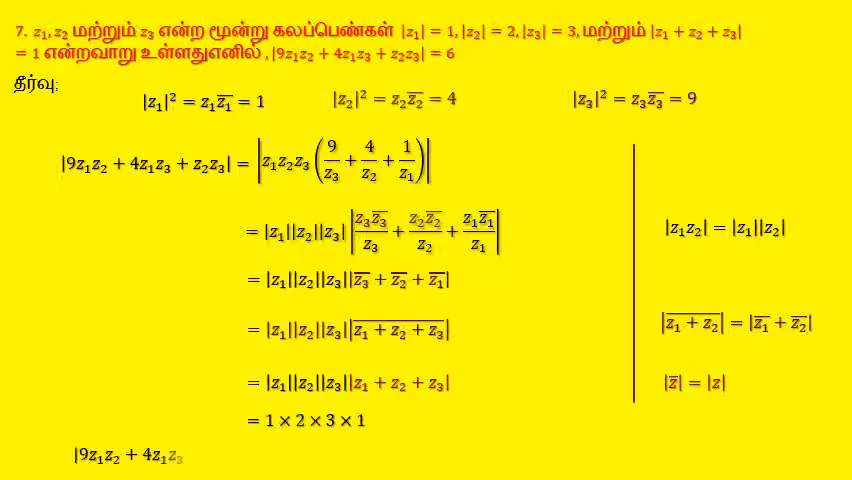 7. z₁, z₂ மற்றும் z₃ என்ற மூன்று கலப்பெண்கள் |z₁| = 1, |z₂| = 2, |z₃| = 3, மற்றும் |z₁ + z₂ + z₃|
= 1 என்றவாறு உள்ளதுஎனில் , |9z₁z₂ + 4z₁z₃ + z₂z₃| = 6
தீர்வு;
|z₁|² = z₁z̅₁ = 1 |z₂|² = z₂z̅₂ = 4 |z₃|² = z₃z̅₃ = 9
|9z₁z₂ + 4z₁z₃ + z₂z₃| = |z₁z₂z₃ (9/z₃ + 4/z₂ + 1/z₁)|
= |z₁||z₂||z₃| |z₃z̅₃/z₃ + z₂z̅₂/z₂ + z₁z̅₁/z₁|
|z₁z₂| = |z₁||z₂|
= |z₁||z₂||z₃||z̅₃ + z̅₂ + z̅₁|
= |z₁||z₂||z₃||\overline{z₁ + z₂ + z₃}|
|\overline{z₁ + z₂}| = |z̅₁ + z̅₂|
= |z₁||z₂||z₃||z₁ + z₂ + z₃|
|z̅| = |z|
= 1 × 2 × 3 × 1
|9z₁z₂ + 4z₁z₃